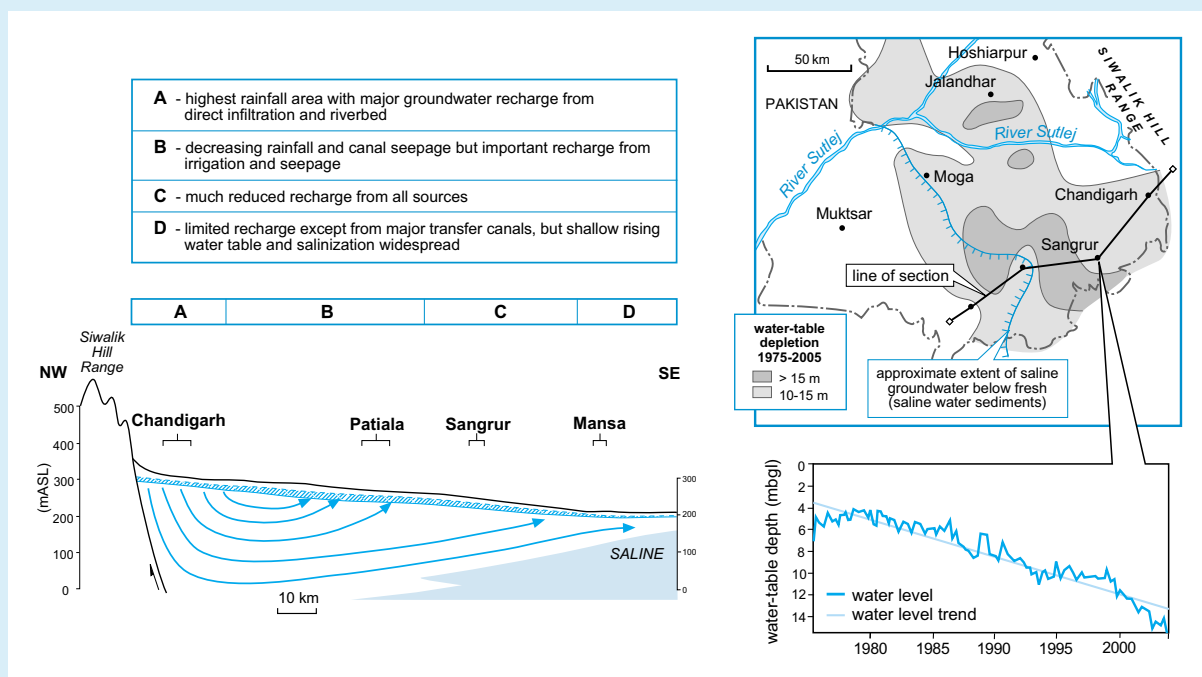 A - highest rainfall area with major groundwater recharge from
direct infiltration and riverbed
B - decreasing rainfall and canal seepage but important recharge from
irrigation and seepage
C - much reduced recharge from all sources
D - limited recharge except from major transfer canals, but shallow rising
water table and salinization widespread
A B C D
Siwalik
Hill
Range
NW
SE
500
400
300
200
100
0
(mASL)
Chandigarh
Patiala
Sangrur
Mansa
300
200
100
0
SALINE
10 km
50 km
Hoshiarpur
SIWALIK HILL
RANGE
Jalandhar
PAKISTAN
River Sutlej
River Sutlej
Moga
Chandigarh
Muktsar
Sangrur
line of section
water-table
depletion
1975-2005
> 15 m
10-15 m
approximate extent of saline
groundwater below fresh
(saline water sediments)
water-table depth (mbgl)
0
2
4
6
8
10
12
14
water level
water level trend
1980 1985 1990 1995 2000